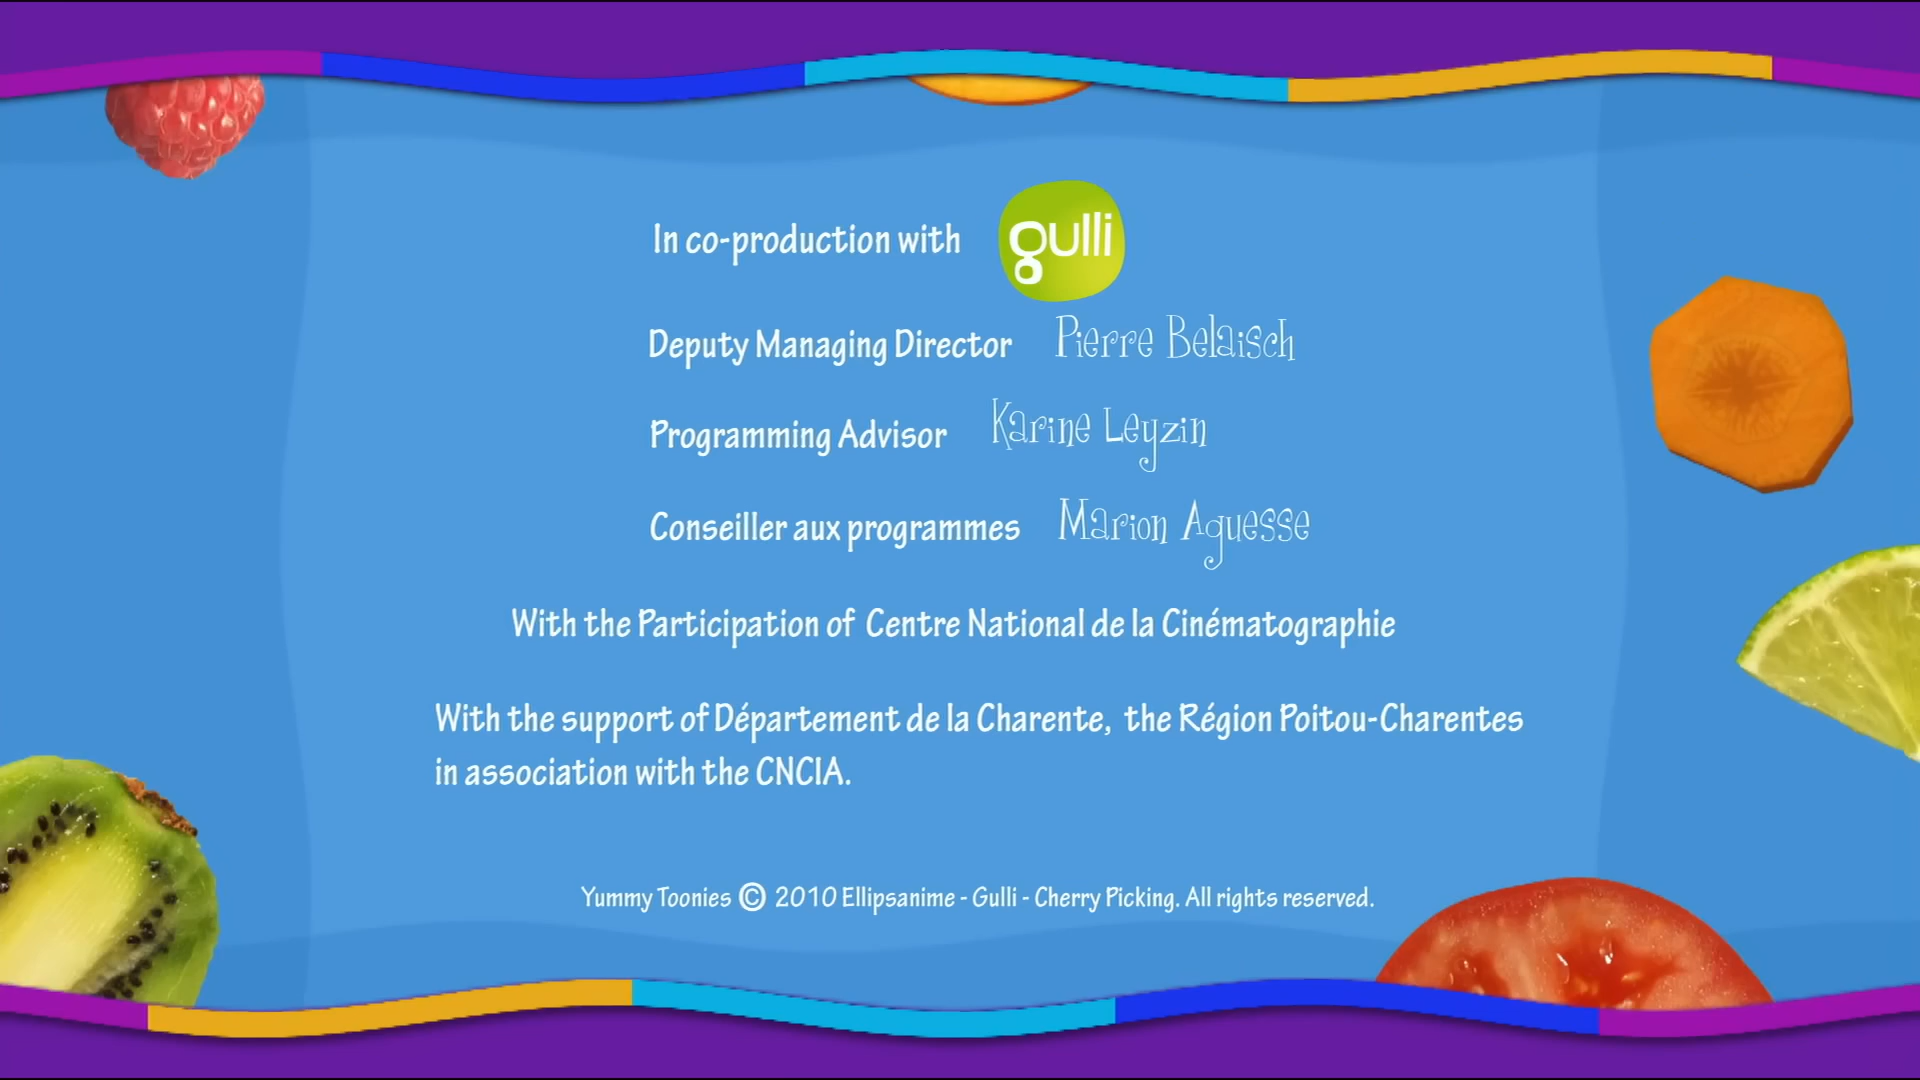 In co-production with gulli
Deputy Managing Director Pierre Belaisch
Programming Advisor Karine Leyzin
Conseiller aux programmes Marion Aguesse
With the Participation of Centre National de la Cinématographie
With the support of Département de la Charente, the Région Poitou-Charentes
in association with the CNCIA.
Yummy Toonies © 2010 Ellipsanime - Gulli - Cherry Picking. All rights reserved.